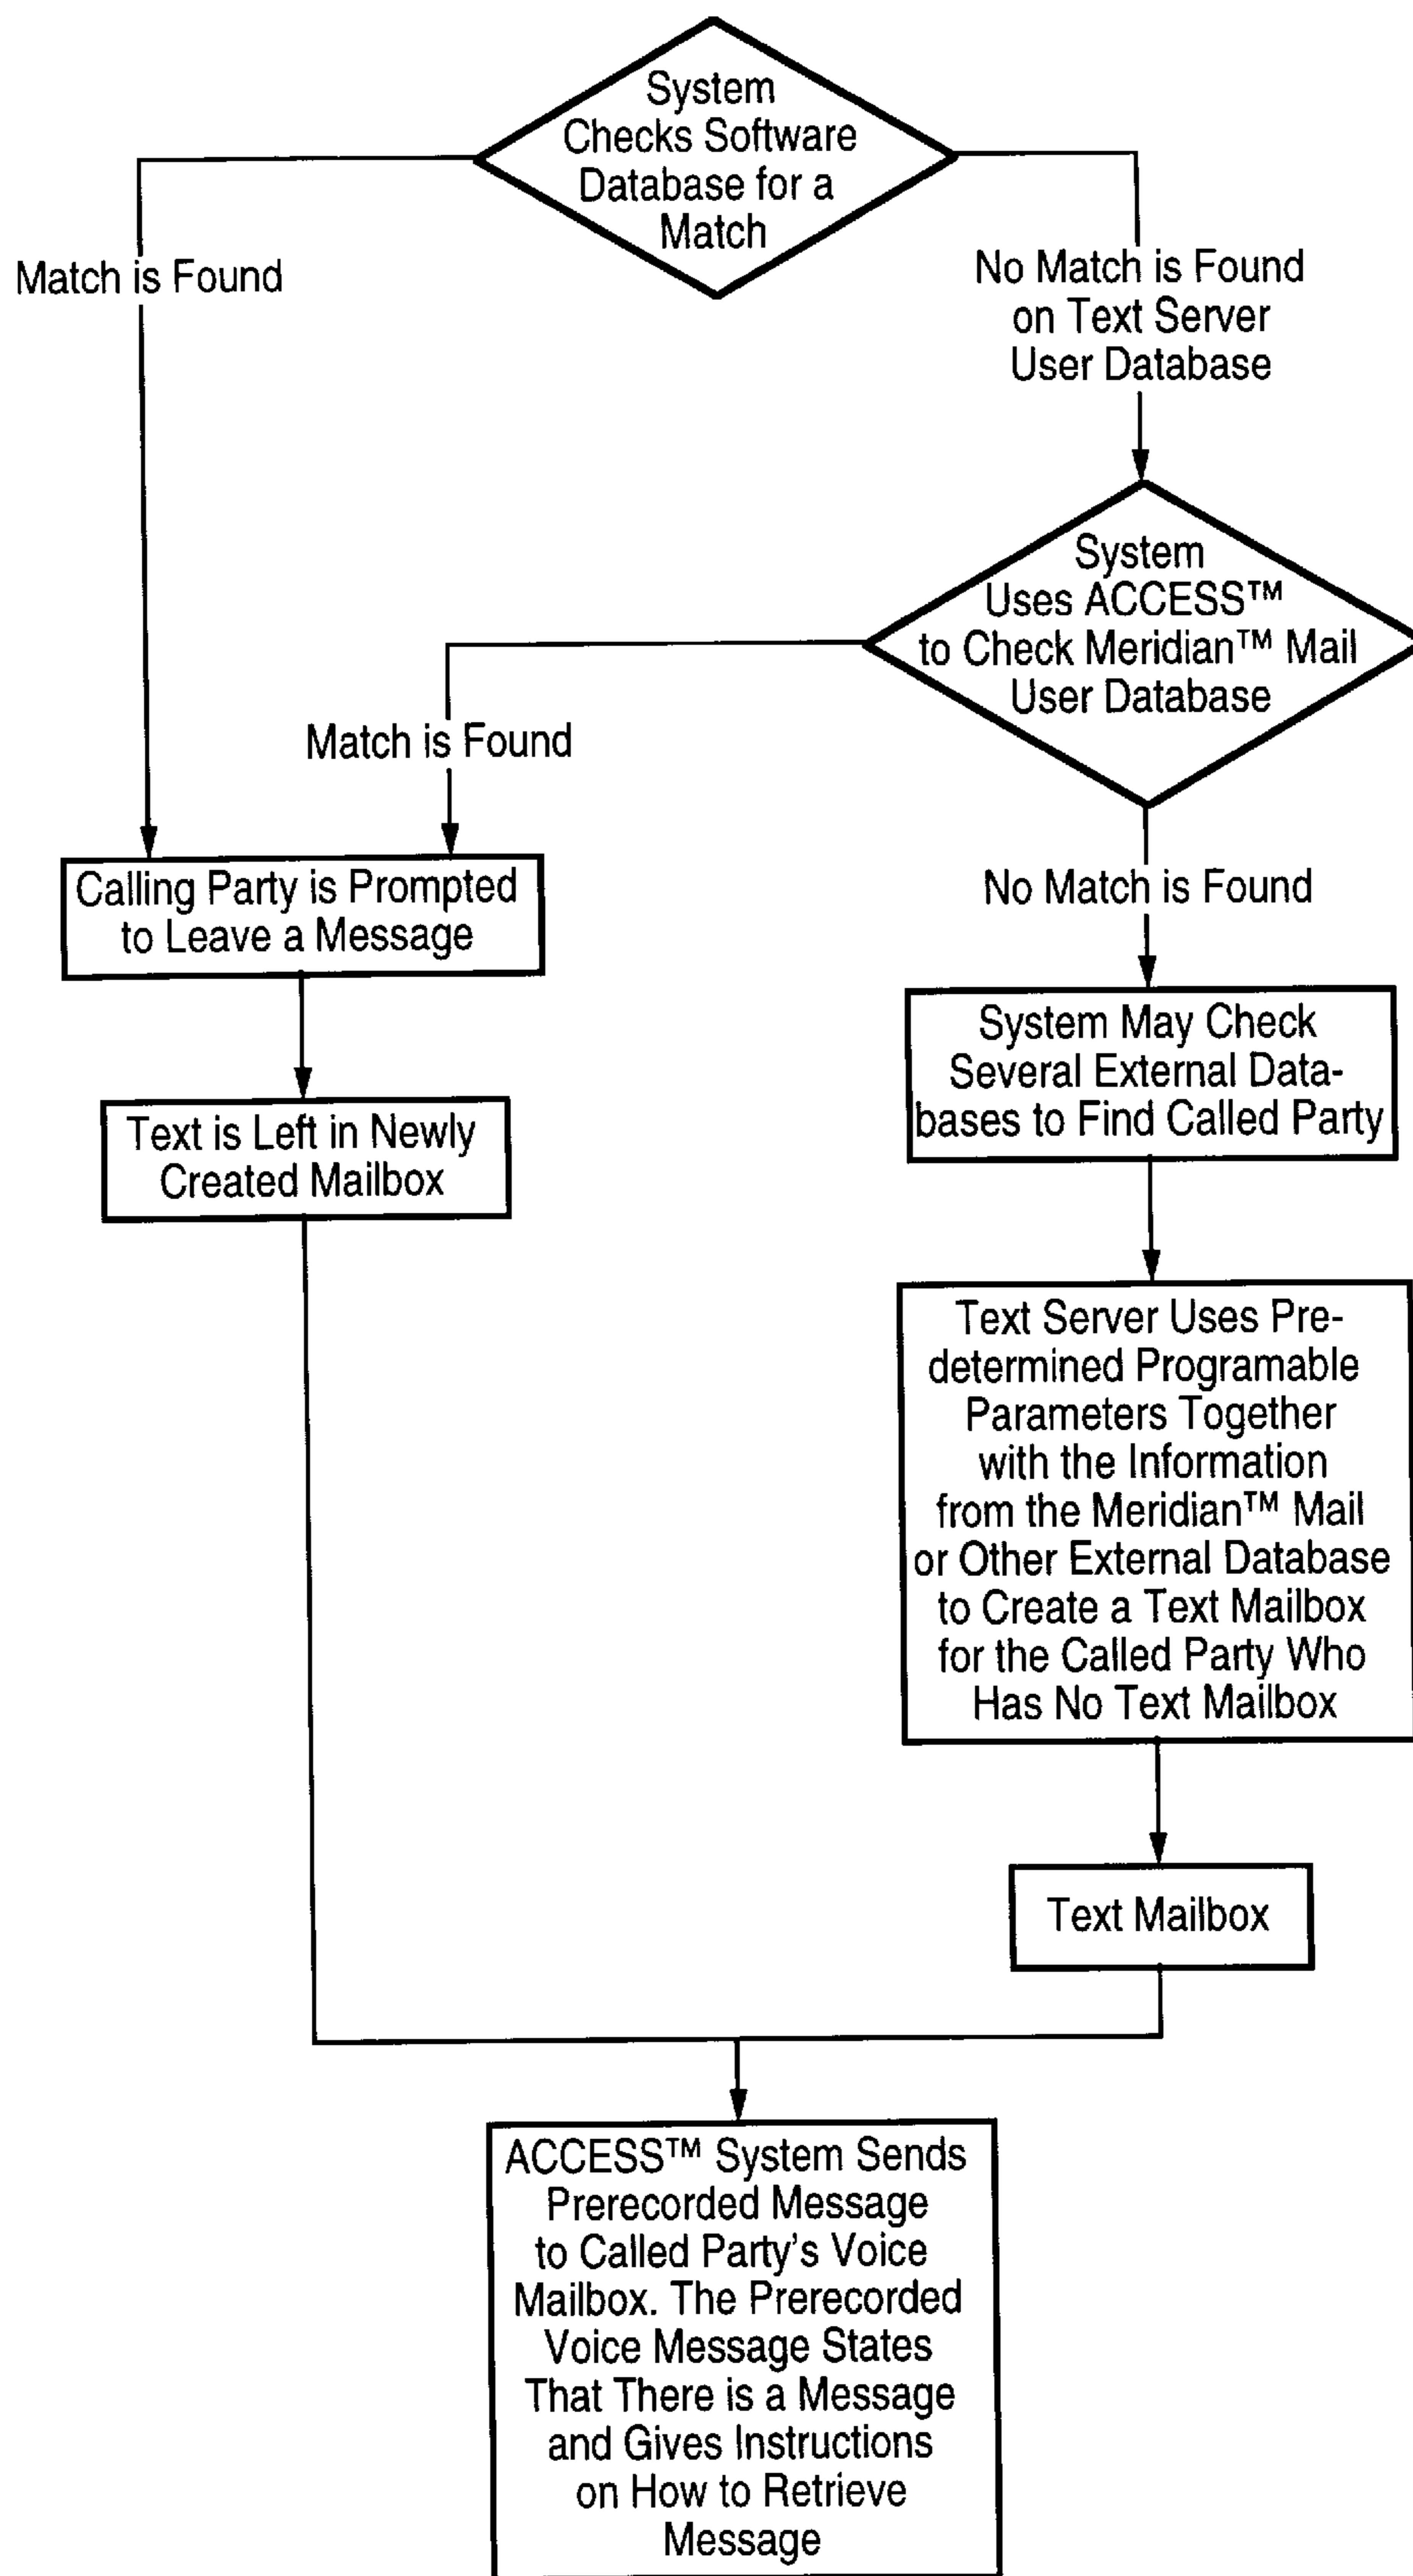 System
Checks Software
Database for a
Match
Match is Found
No Match is Found
on Text Server
User Database
System
Uses ACCESS™
to Check Meridian™ Mail
User Database
Match is Found
No Match is Found
Calling Party is Prompted
to Leave a Message
System May Check
Several External Data-
bases to Find Called Party
Text is Left in Newly
Created Mailbox
Text Server Uses Pre-
determined Programable
Parameters Together
with the Information
from the Meridian™ Mail
or Other External Database
to Create a Text Mailbox
for the Called Party Who
Has No Text Mailbox
Text Mailbox
ACCESS™ System Sends
Prerecorded Message
to Called Party's Voice
Mailbox. The Prerecorded
Voice Message States
That There is a Message
and Gives Instructions
on How to Retrieve
Message